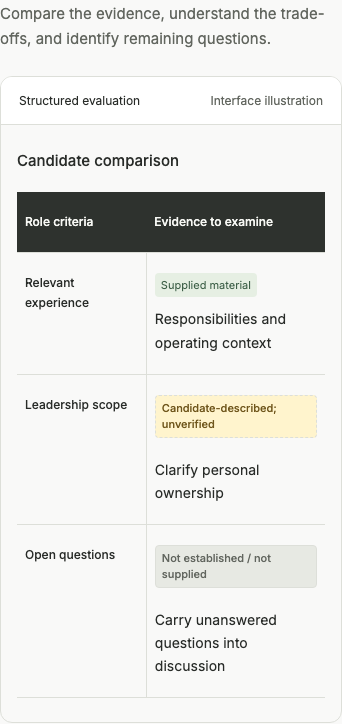 Compare the evidence, understand the trade-
offs, and identify remaining questions.
Structured evaluation
Interface illustration
Candidate comparison
Role criteria
Evidence to examine
Relevant
experience
Supplied material
Responsibilities and
operating context
Leadership scope
Candidate-described;
unverified
Clarify personal
ownership
Open questions
Not established / not
supplied
Carry unanswered
questions into
discussion